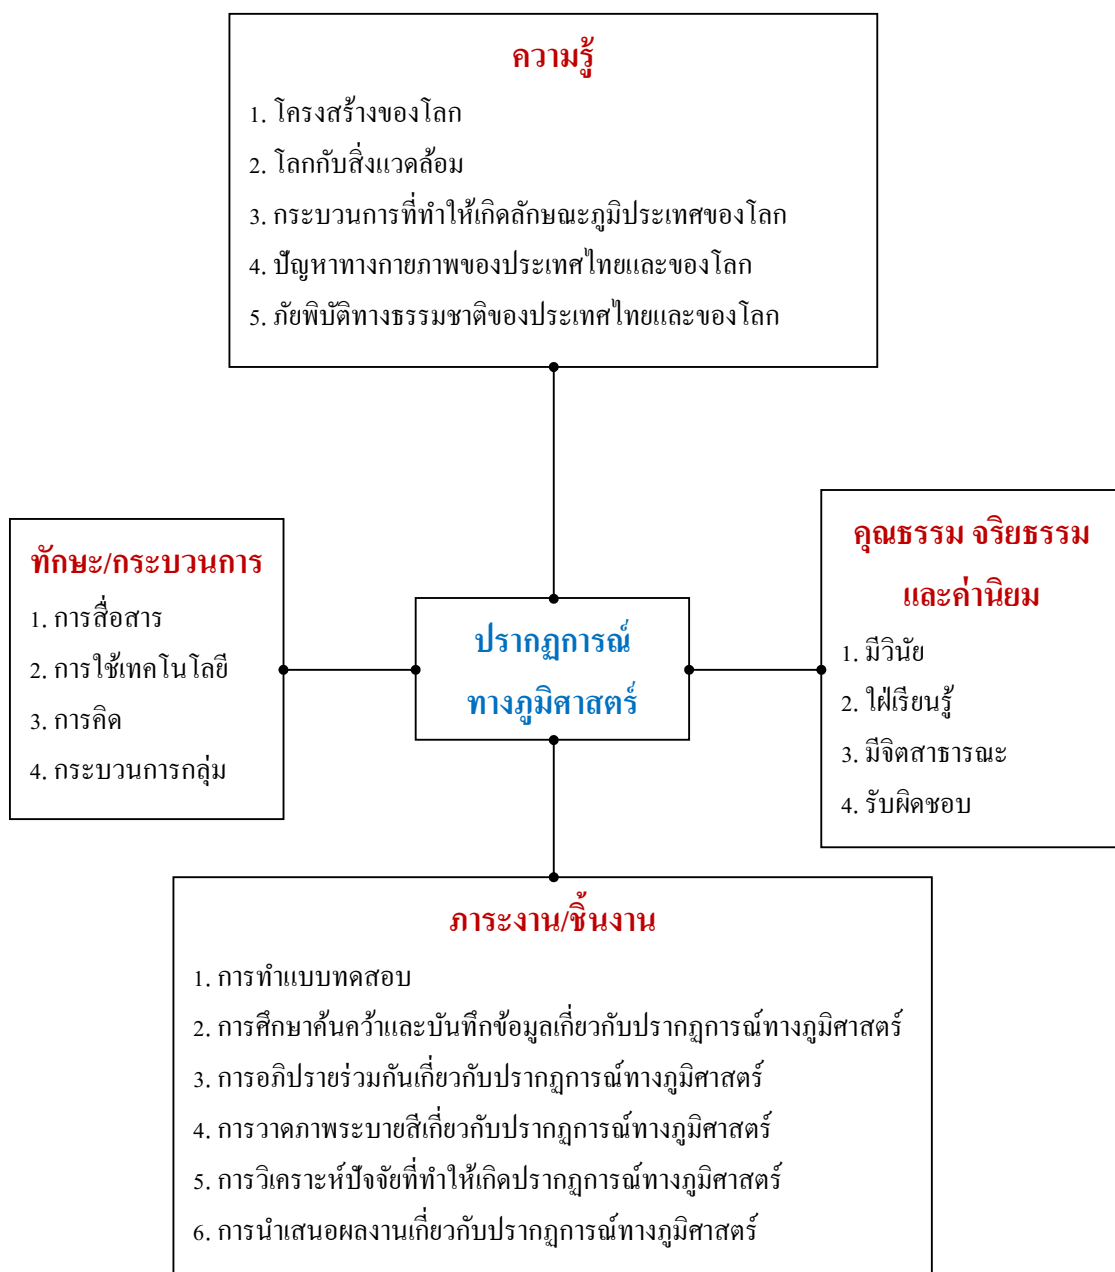 ความรู้
1. โครงสร้างของโลก
2. โลกกับสิ่งแวดล้อม
3. กระบวนการที่ทำให้เกิดลักษณะภูมิประเทศของโลก
4. ปัญหาทางกายภาพของประเทศไทยและของโลก
5. ภัยพิบัติทางธรรมชาติของประเทศไทยและของโลก
ทักษะ/กระบวนการ
1. การสื่อสาร
2. การใช้เทคโนโลยี
3. การคิด
4. กระบวนการกลุ่ม
ปรากฏการณ์
ทางภูมิศาสตร์
คุณธรรม จริยธรรม
และค่านิยม
1. มีวินัย
2. ใฝ่เรียนรู้
3. มีจิตสาธารณะ
4. รับผิดชอบ
ภาระงาน/ชิ้นงาน
1. การทำแบบทดสอบ
2. การศึกษาค้นคว้าและบันทึกข้อมูลเกี่ยวกับปรากฏการณ์ทางภูมิศาสตร์
3. การอภิปรายร่วมกันเกี่ยวกับปรากฏการณ์ทางภูมิศาสตร์
4. การวาดภาพระบายสีเกี่ยวกับปรากฏการณ์ทางภูมิศาสตร์
5. การวิเคราะห์ปัจจัยที่ทำให้เกิดปรากฏการณ์ทางภูมิศาสตร์
6. การนำเสนอผลงานเกี่ยวกับปรากฏการณ์ทางภูมิศาสตร์